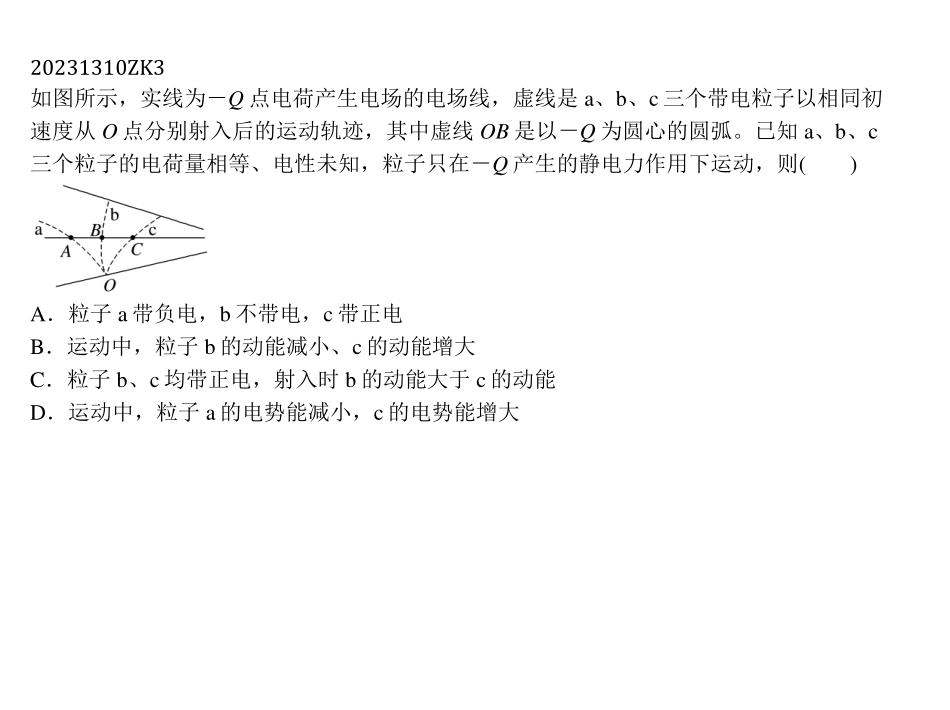 20231310ZK3
如图所示，实线为－Q 点电荷产生电场的电场线，虚线是 a、b、c 三个带电粒子以相同初
速度从 O 点分别射入后的运动轨迹，其中虚线 OB 是以－Q 为圆心的圆弧。已知 a、b、c
三个粒子的电荷量相等、电性未知，粒子只在－Q 产生的静电力作用下运动，则(　　)
b
a B c
A C
O
A．粒子 a 带负电，b 不带电，c 带正电
B．运动中，粒子 b 的动能减小、c 的动能增大
C．粒子 b、c 均带正电，射入时 b 的动能大于 c 的动能
D．运动中，粒子 a 的电势能减小，c 的电势能增大